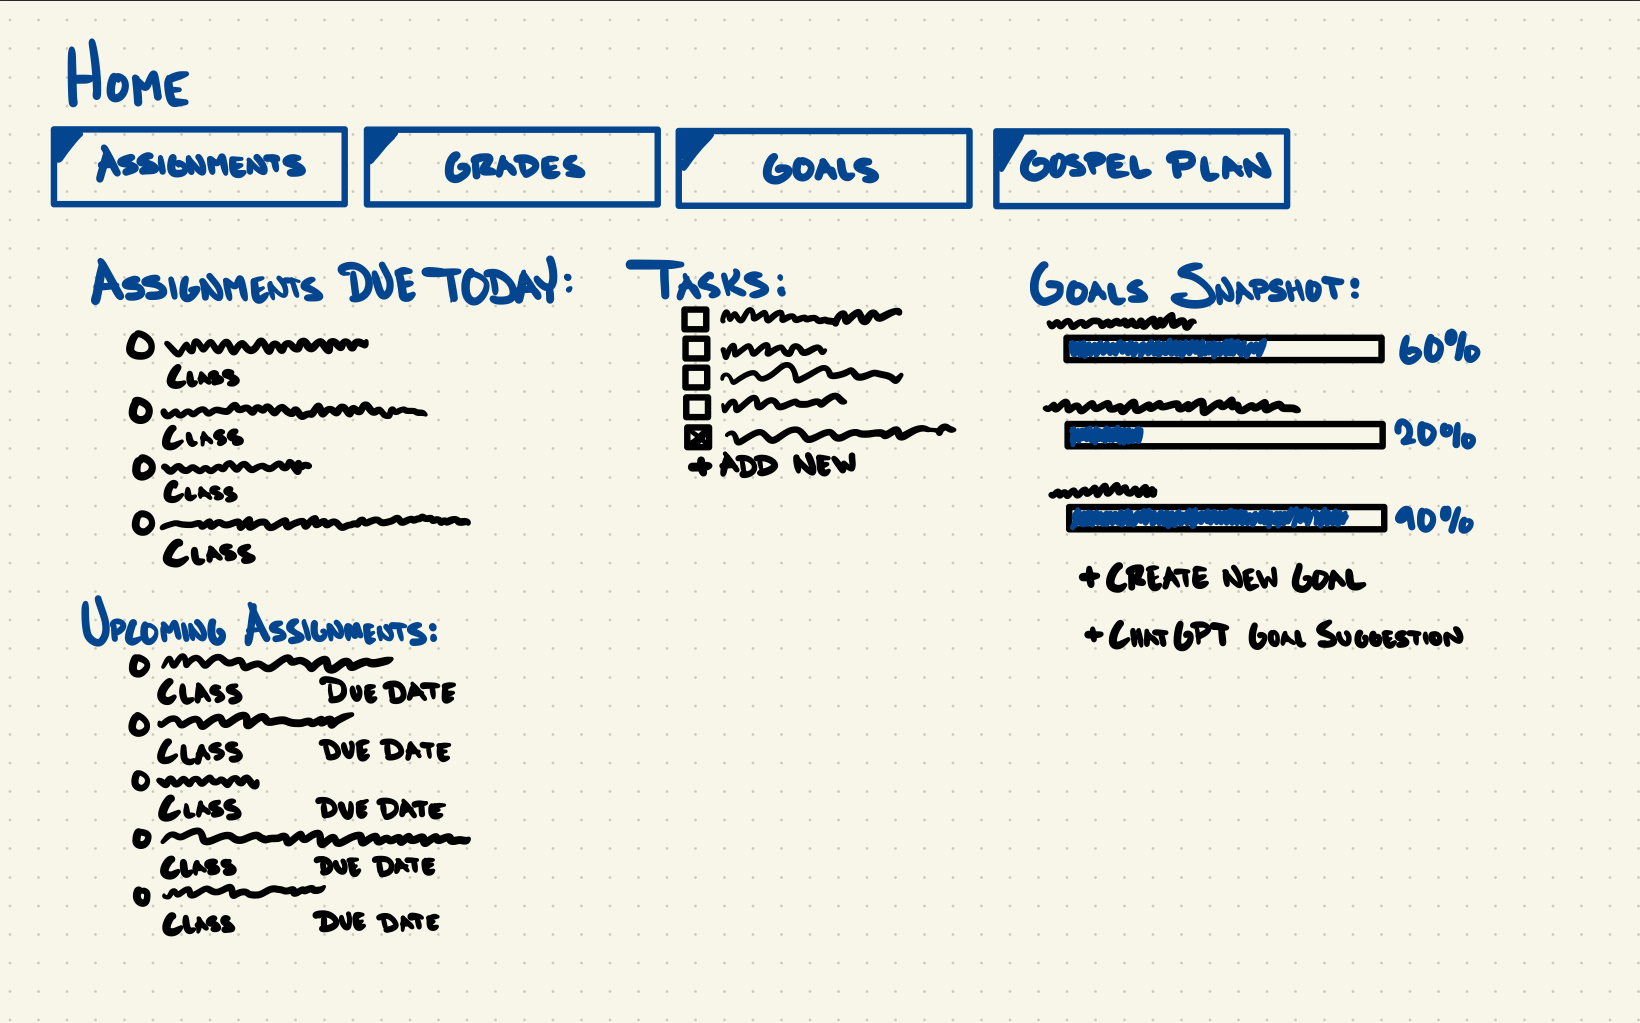 HOME
ASSIGNMENTS
GRADES
GOALS
GOSPEL PLAN
ASSIGNMENTS DUE TODAY:
CLASS
CLASS
CLASS
CLASS
UPCOMING ASSIGNMENTS:
CLASS DUE DATE
CLASS DUE DATE
CLASS DUE DATE
CLASS DUE DATE
CLASS DUE DATE
TASKS:
+ ADD NEW
GOALS SNAPSHOT:
60%
20%
90%
+ CREATE NEW GOAL
+ CHATGPT GOAL SUGGESTION